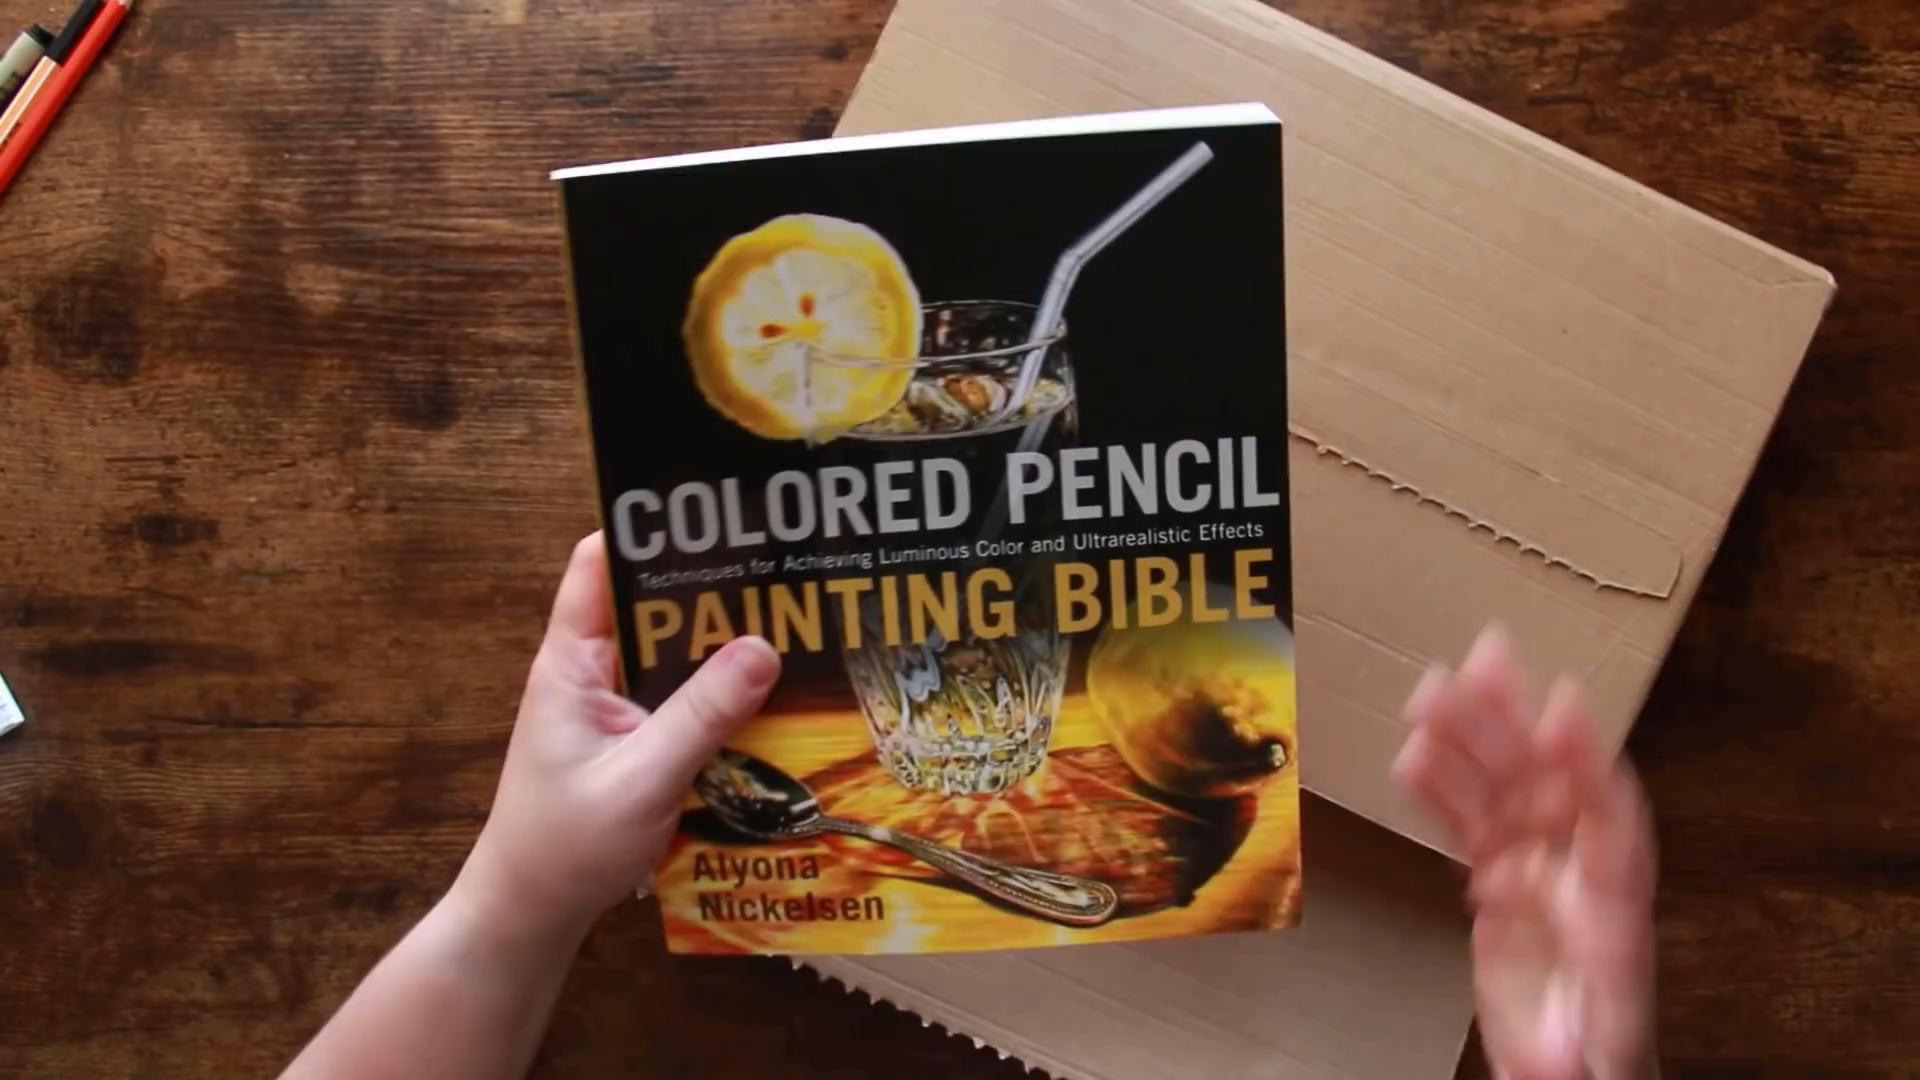 COLORED PENCIL
Techniques for Achieving Luminous Color and Ultrarealistic Effects
PAINTING BIBLE
Alyona
Nickelsen